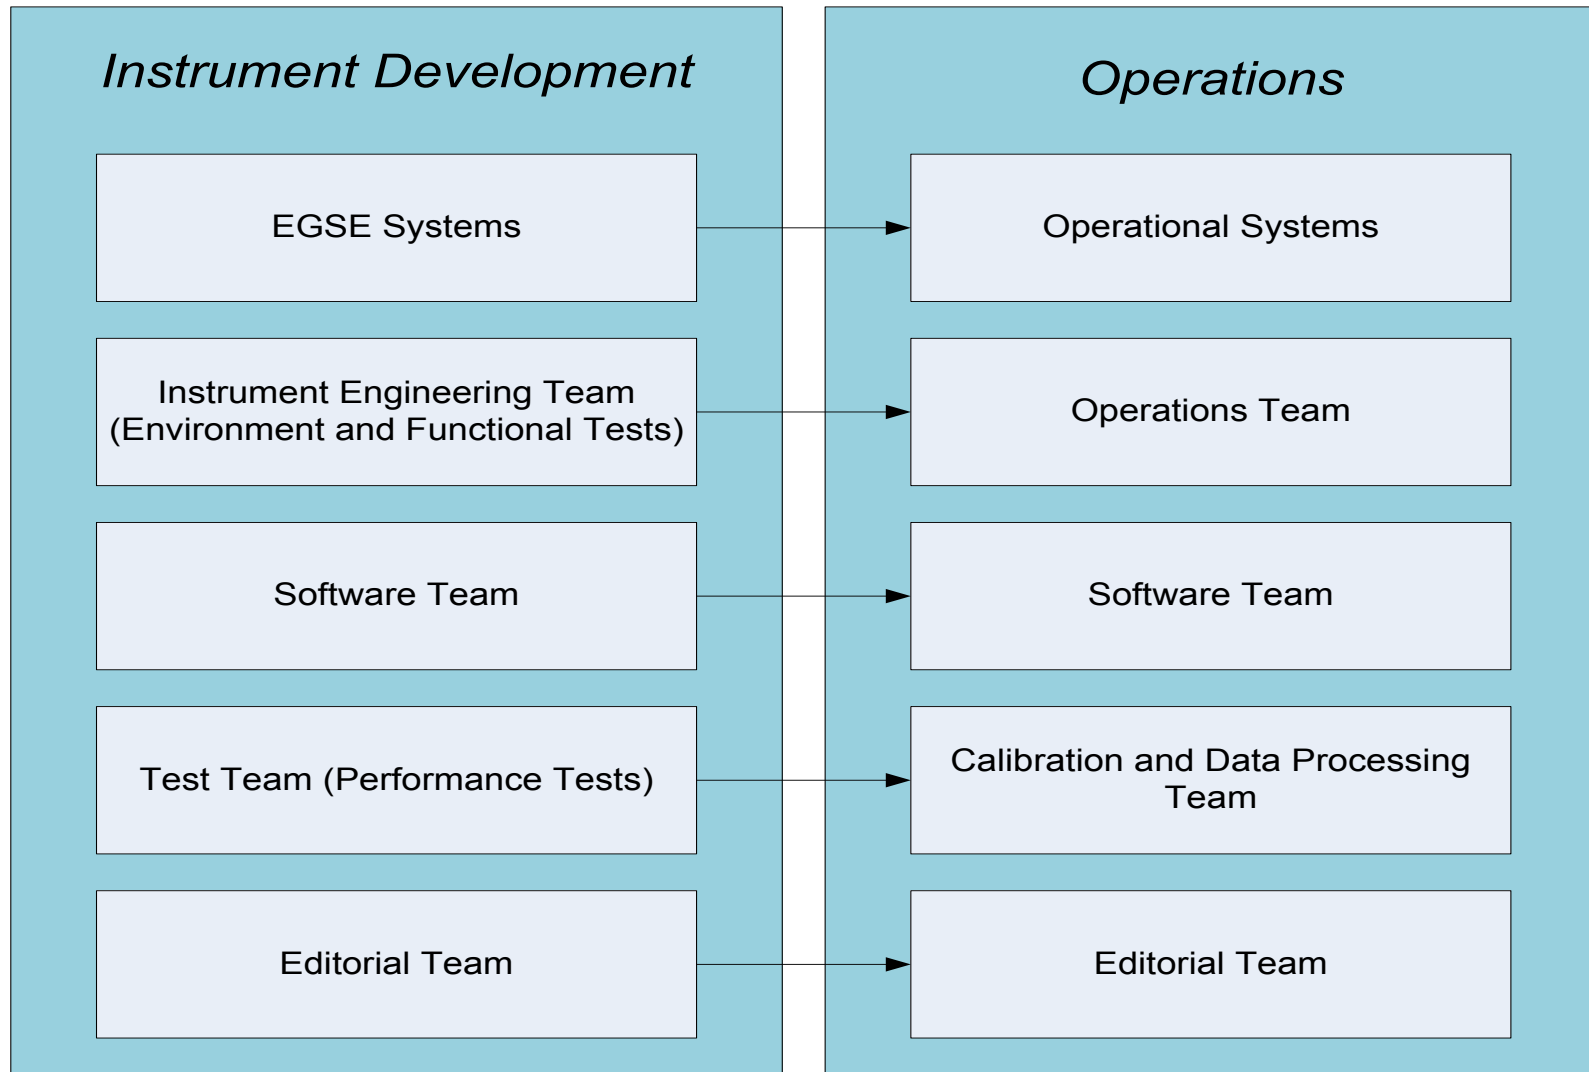 Instrument Development
Operations
EGSE Systems
Operational Systems
Instrument Engineering Team
(Environment and Functional Tests)
Operations Team
Software Team
Software Team
Test Team (Performance Tests)
Calibration and Data Processing
Team
Editorial Team
Editorial Team